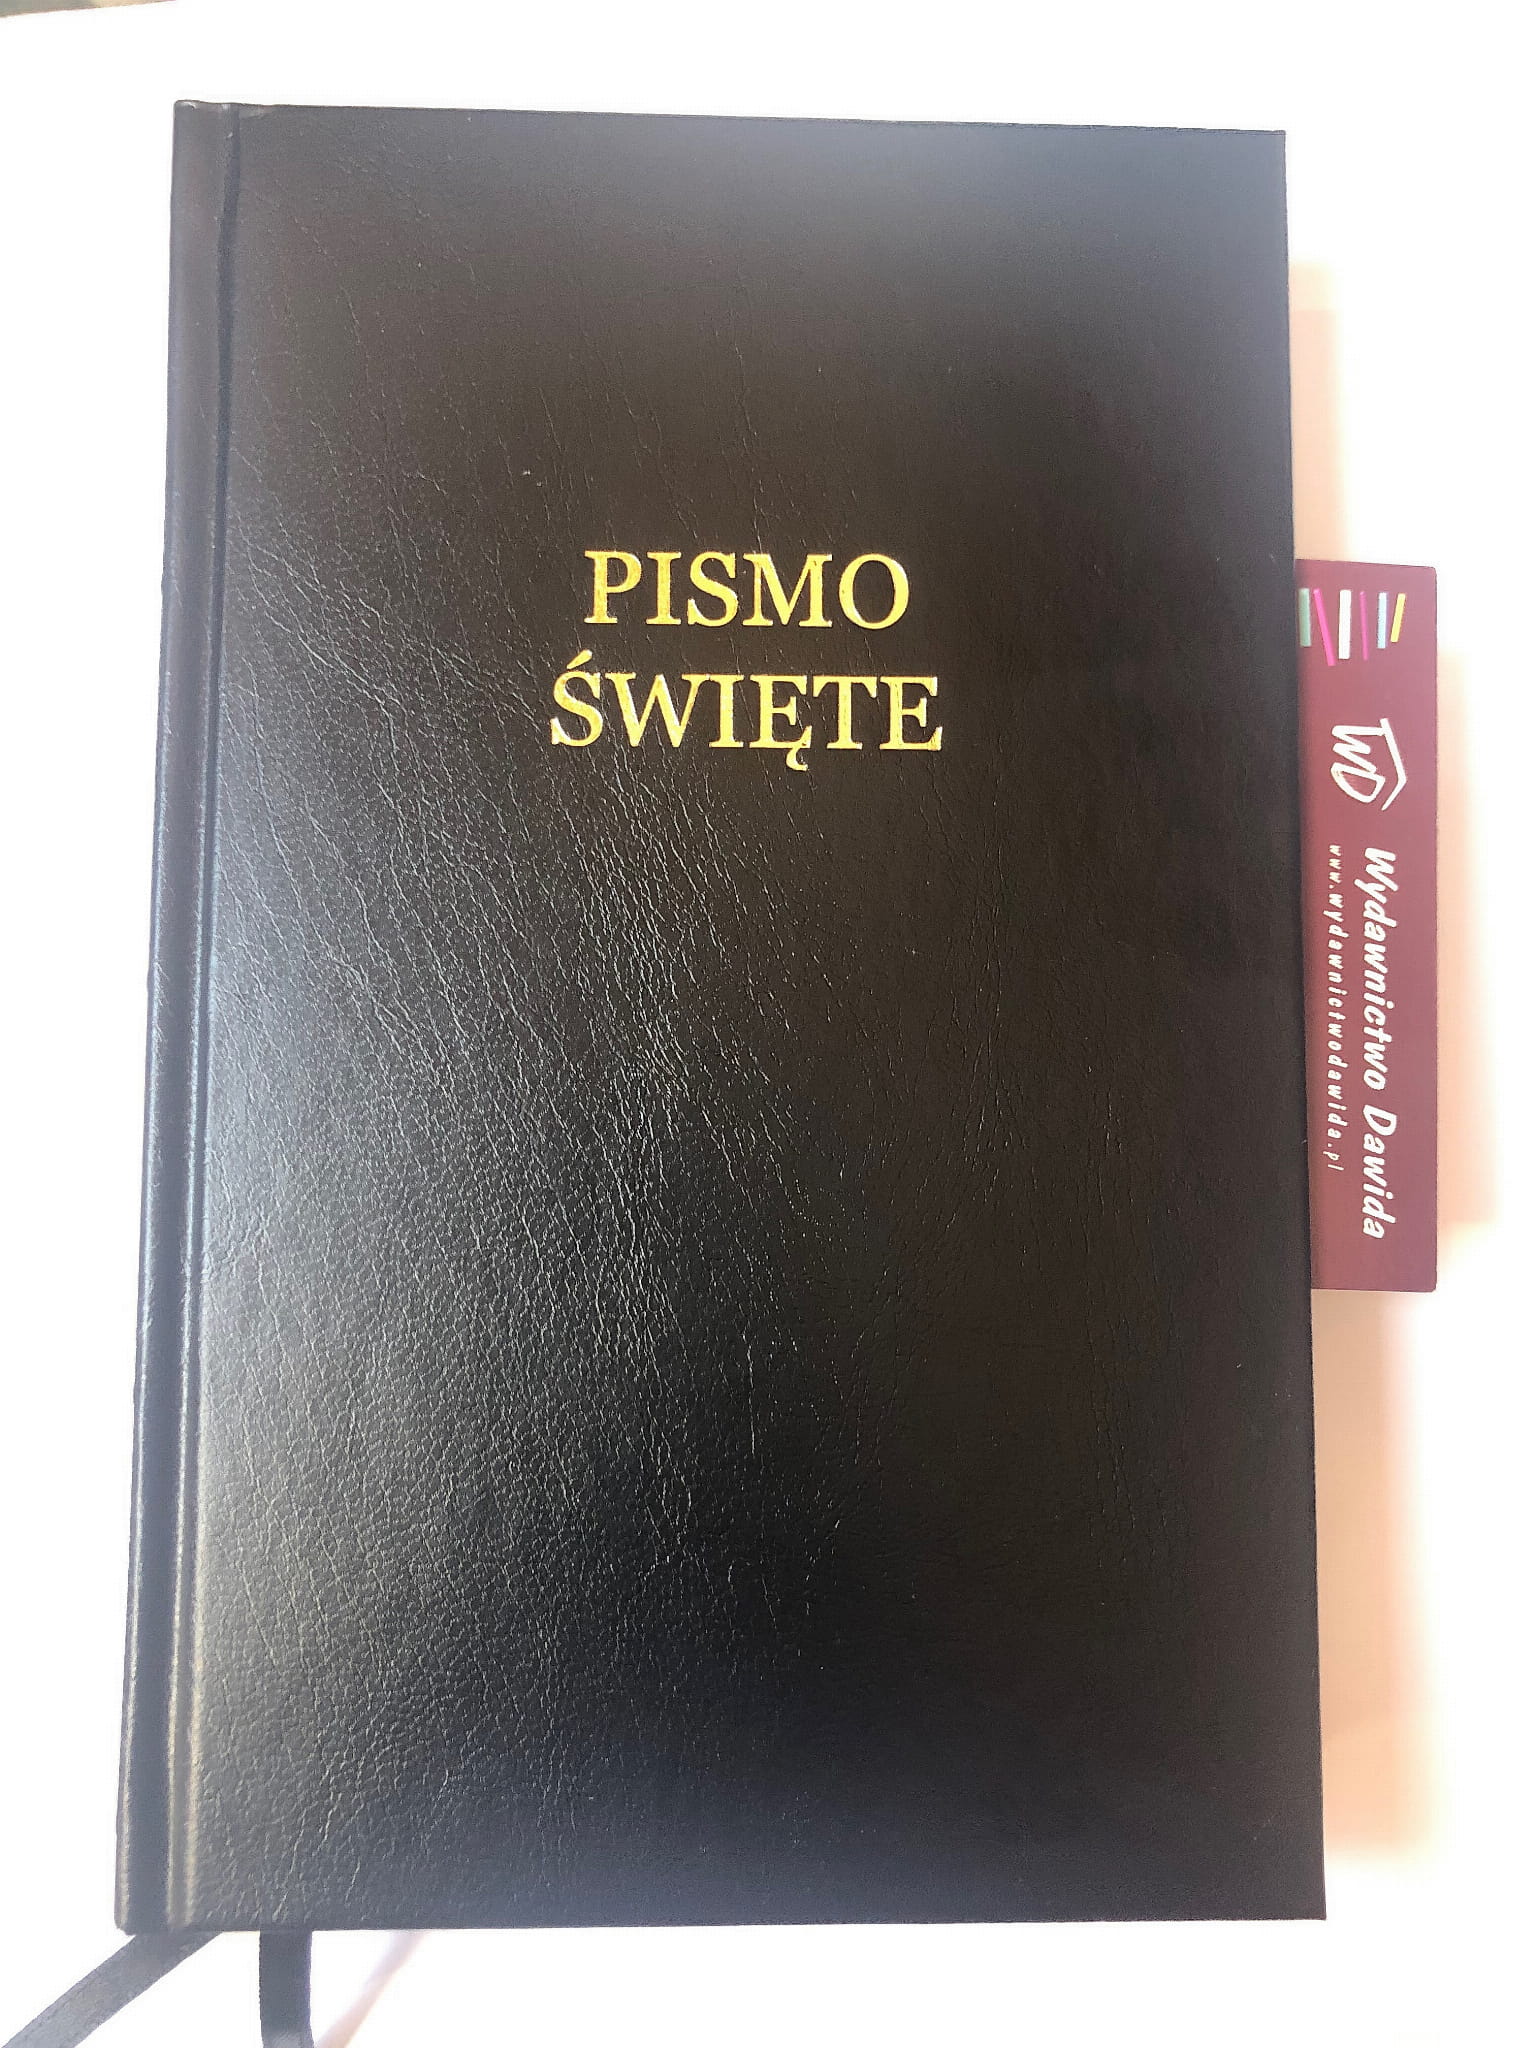 PISMO
ŚWIĘTE
WD
Wydawnictwo Dawida
www.wydawnictwodawida.pl